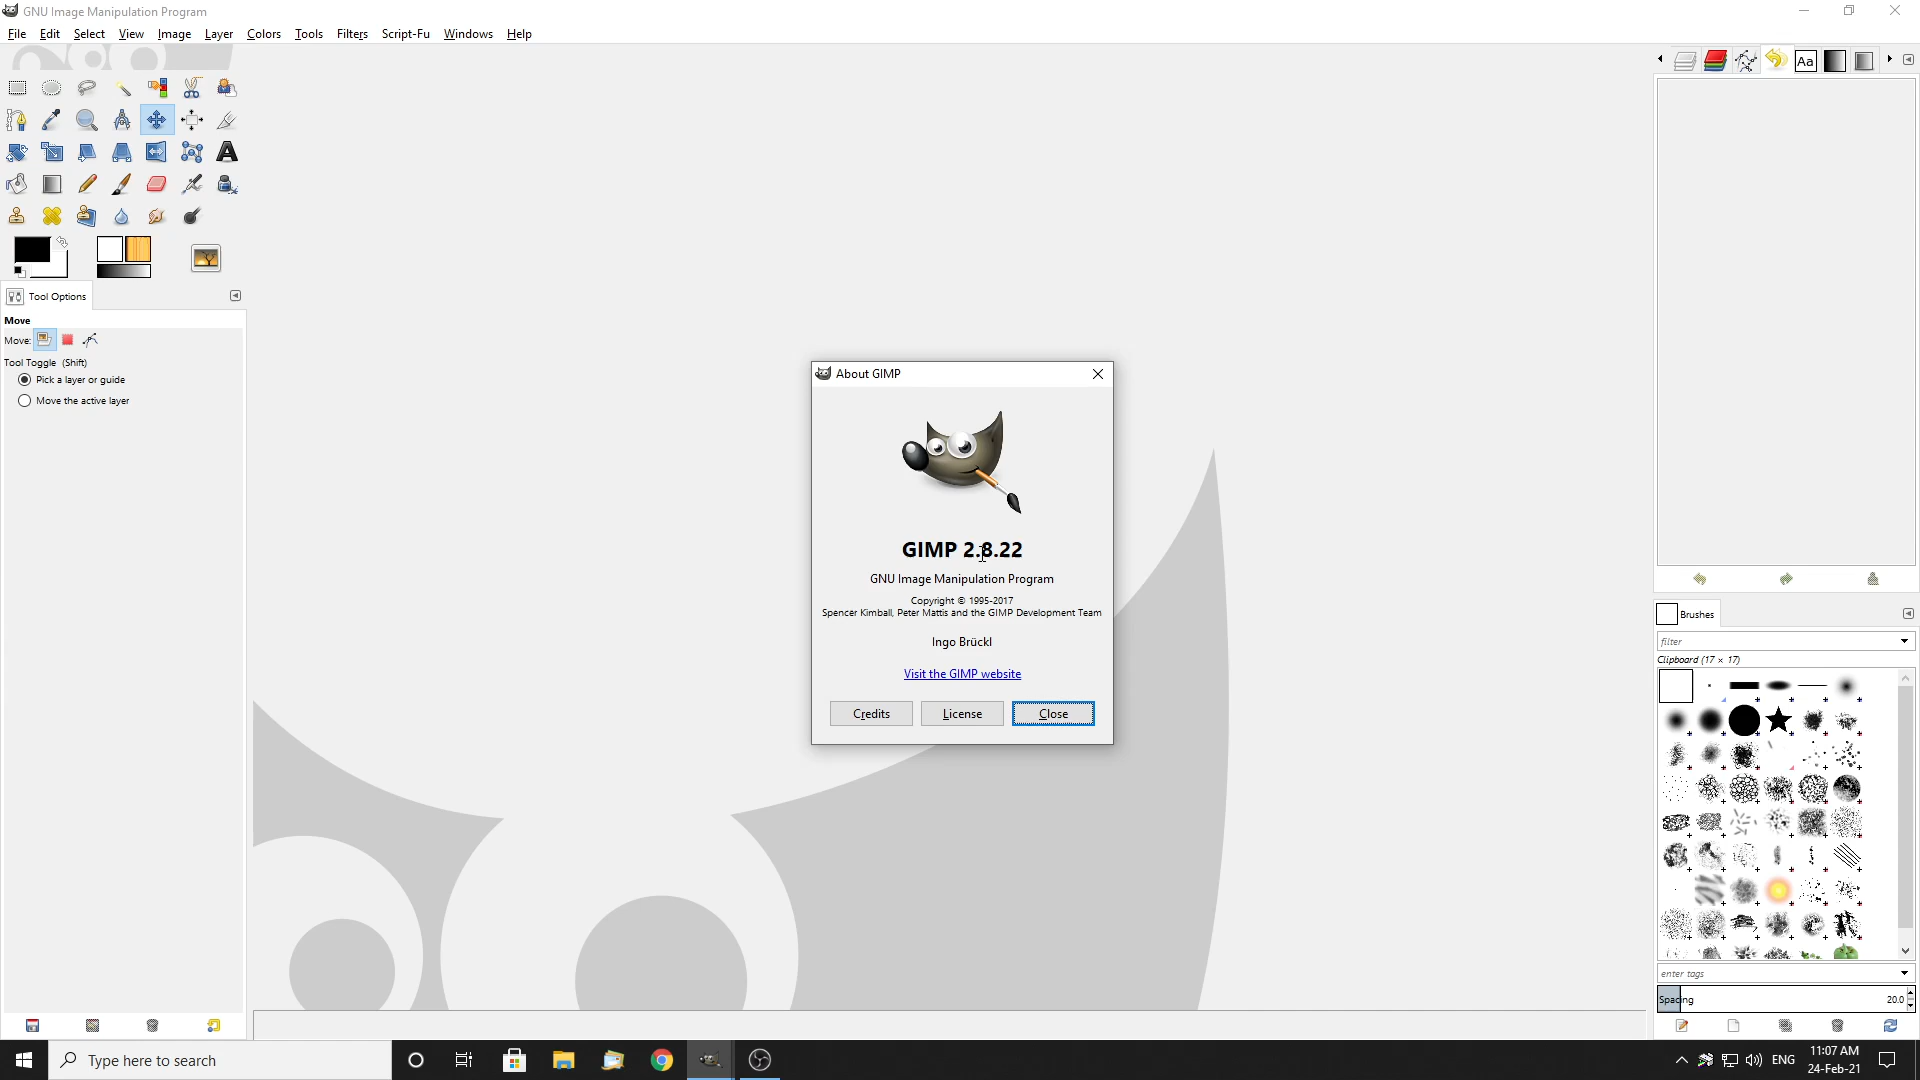 GNU Image Manipulation Program
File Edit Select View Image Layer Colors Tools Filters Script-Fu Windows Help
Aa
Tool Options
Move
Move:
Tool Toggle (Shift)
Pick a layer or guide
Move the active layer
About GIMP
GIMP 2.8.22
GNU Image Manipulation Program
Copyright © 1995-2017
Spencer Kimball, Peter Mattis and the GIMP Development Team
Ingo Brückl
Visit the GIMP website
Credits License Close
Brushes
filter
Clipboard (17 × 17)
enter tags
Spacing 20.0
Type here to search
ENG
11:07 AM
24-Feb-21